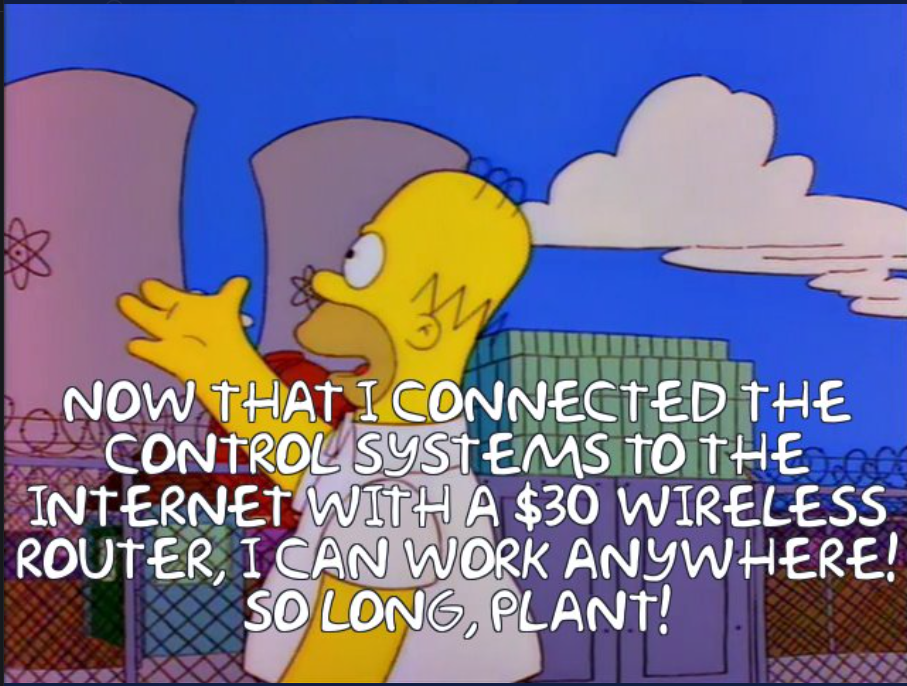 NOW THAT I CONNECTED THE
CONTROL SYSTEMS TO THE
INTERNET WITH A $30 WIRELESS
ROUTER, I CAN WORK ANYWHERE!
SO LONG, PLANT!